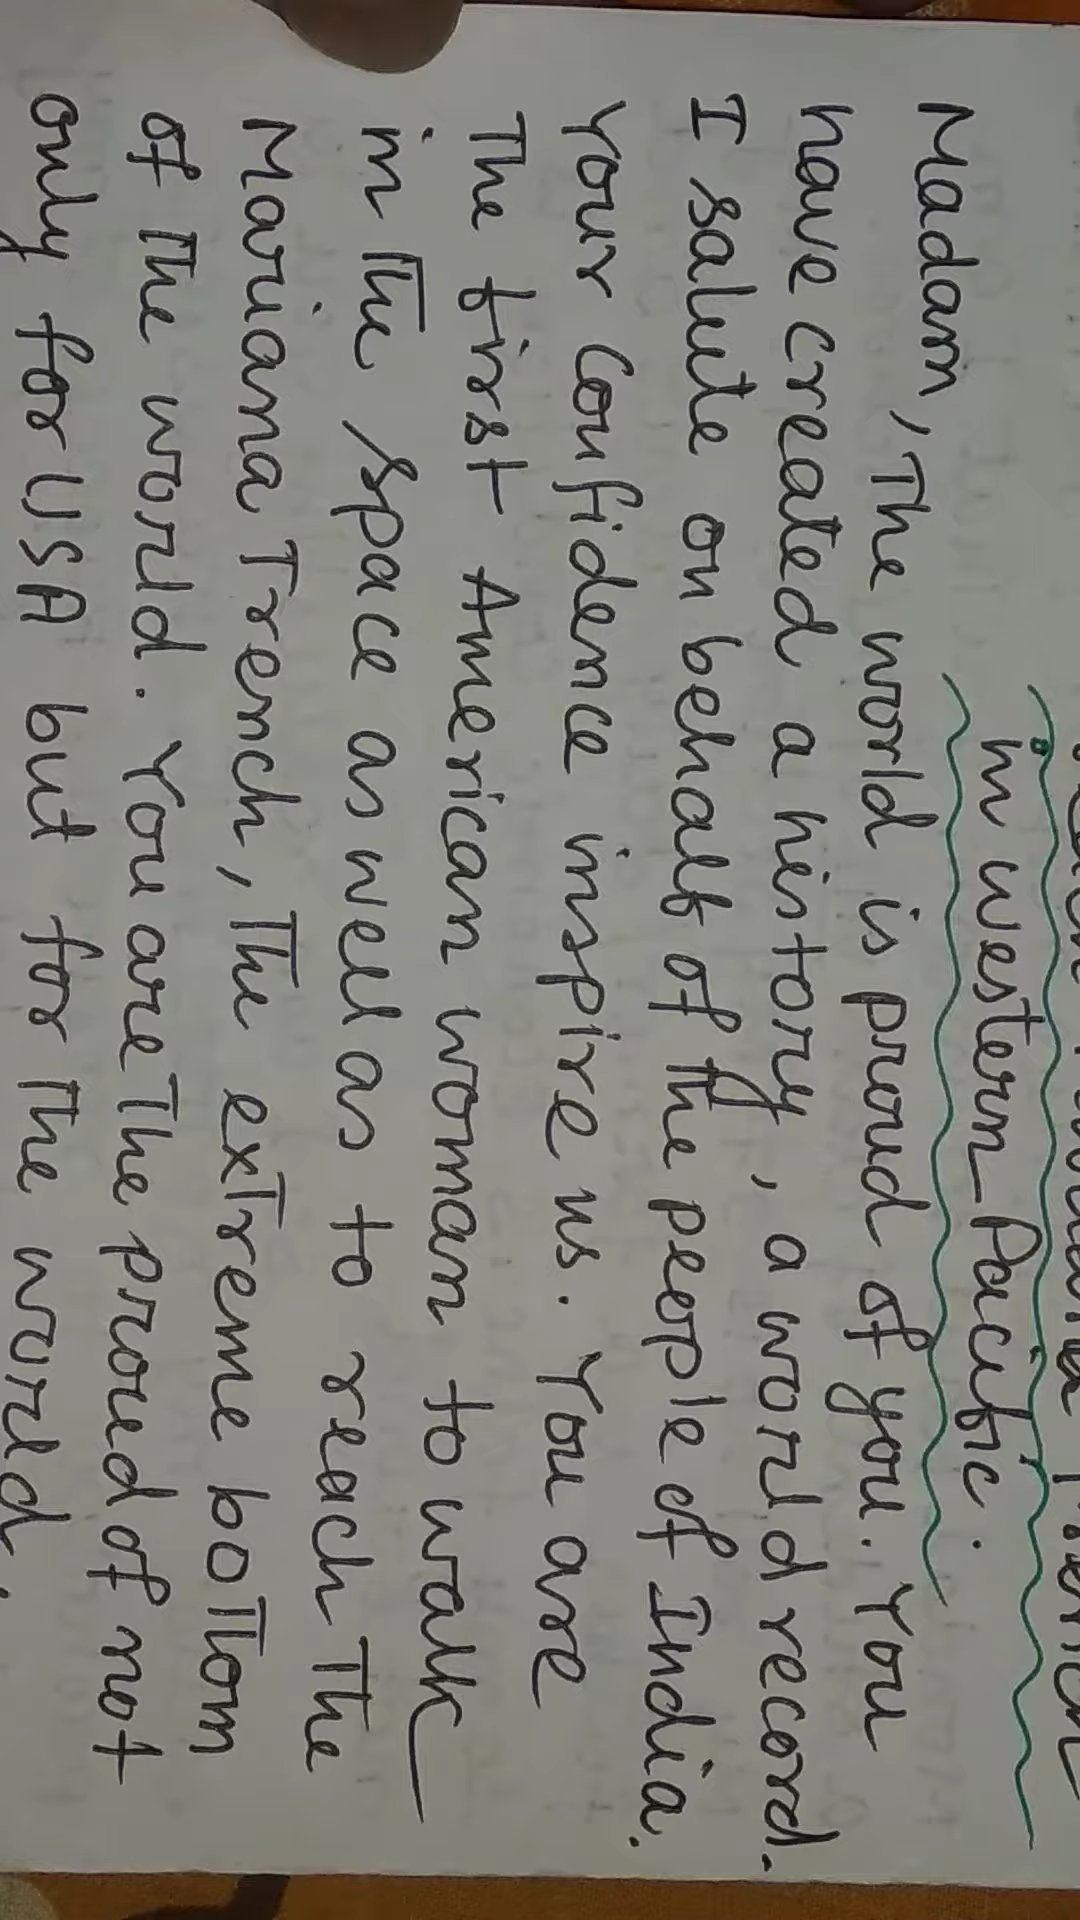 Mariana Trench
in western Pacific.
Madam, The world is proud of you. You
have created a history, a world record.
I salute on behalf of the people of India.
Your Confidence inspire us. You are
The first American woman to walk
in The space as well as to reach The
Mariana Trench, The extreme bottom
of The world. You are The proud of not
only for USA but for The world.